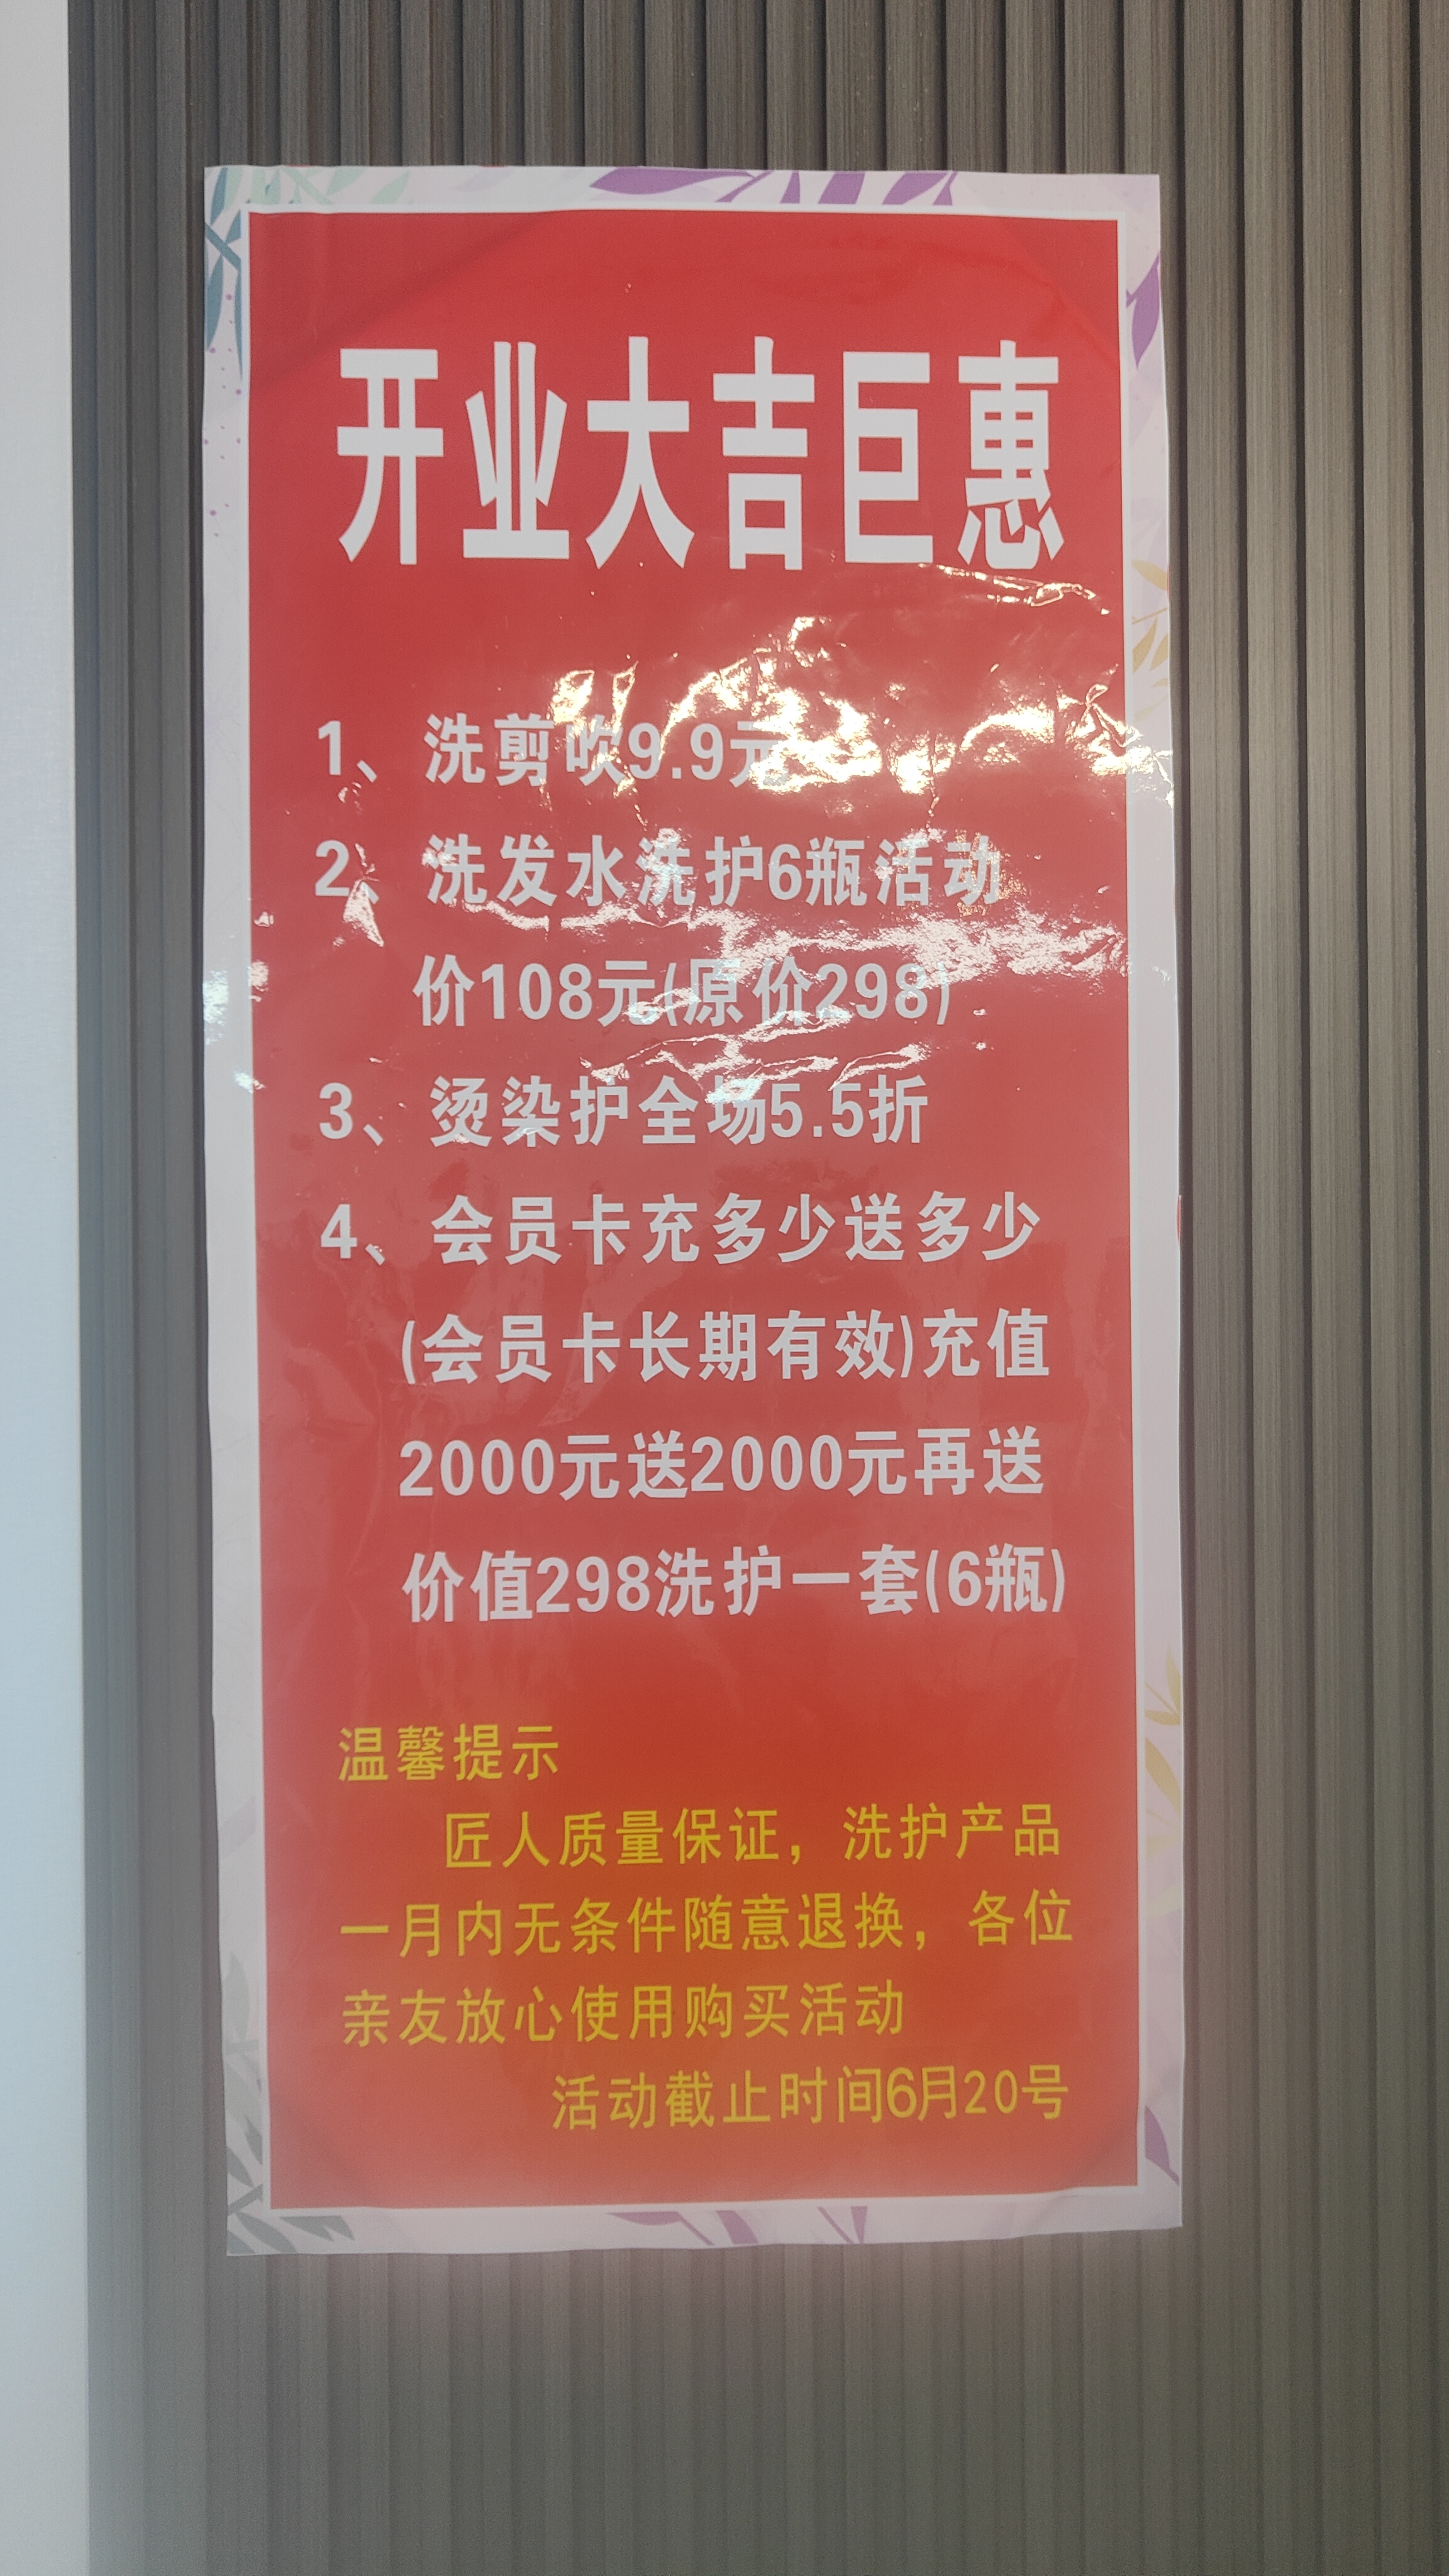 开业大吉巨惠
1、洗剪吹9.9元
2、洗发水洗护6瓶活动
价108元(原价298)
3、烫染护全场5.5折
4、会员卡充多少送多少
(会员卡长期有效)充值
2000元送2000元再送
价值298洗护一套(6瓶)
温馨提示
匠人质量保证，洗护产品
一月内无条件随意退换，各位
亲友放心使用购买活动
活动截止时间6月20号